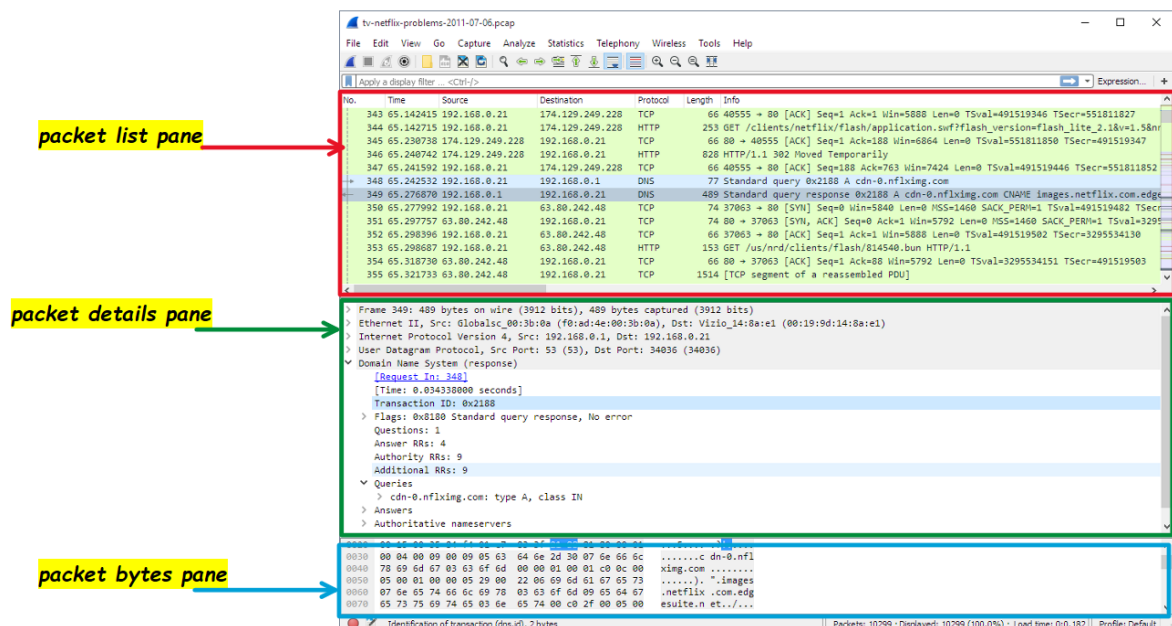 tv-netflix-problems-2011-07-06.pcap
File Edit View Go Capture Analyze Statistics Telephony Wireless Tools Help
Apply a display filter ... <Ctrl-/> Expression... +
No. Time Source Destination Protocol Length Info
343 65.142415 192.168.0.21 174.129.249.228 TCP 66 40555 → 80 [ACK] Seq=1 Ack=1 Win=5888 Len=0 TSval=491519346 TSecr=551811827
packet list pane
344 65.142715 192.168.0.21 174.129.249.228 HTTP 253 GET /clients/netflix/flash/application.swf?flash_version=flash_lite_2.1&v=1.5&nr
345 65.230738 174.129.249.228 192.168.0.21 TCP 66 80 → 40555 [ACK] Seq=1 Ack=188 Win=6864 Len=0 TSval=551811850 TSecr=491519347
346 65.240742 174.129.249.228 192.168.0.21 HTTP 828 HTTP/1.1 302 Moved Temporarily
347 65.241592 192.168.0.21 174.129.249.228 TCP 66 40555 → 80 [ACK] Seq=188 Ack=763 Win=7424 Len=0 TSval=491519446 TSecr=551811852
348 65.242532 192.168.0.21 192.168.0.1 DNS 77 Standard query 0x2188 A cdn-0.nflximg.com
349 65.276870 192.168.0.1 192.168.0.21 DNS 489 Standard query response 0x2188 A cdn-0.nflximg.com CNAME images.netflix.com.edge
350 65.277992 192.168.0.21 63.80.242.48 TCP 74 37063 → 80 [SYN] Seq=0 Win=5840 Len=0 MSS=1460 SACK_PERM=1 TSval=491519482 TSecr
351 65.297757 63.80.242.48 192.168.0.21 TCP 74 80 → 37063 [SYN, ACK] Seq=0 Ack=1 Win=5792 Len=0 MSS=1460 SACK_PERM=1 TSval=3295
352 65.298396 192.168.0.21 63.80.242.48 TCP 66 37063 → 80 [ACK] Seq=1 Ack=1 Win=5888 Len=0 TSval=491519502 TSecr=3295534130
353 65.298687 192.168.0.21 63.80.242.48 HTTP 153 GET /us/nrd/clients/flash/814540.bun HTTP/1.1
354 65.318730 63.80.242.48 192.168.0.21 TCP 66 80 → 37063 [ACK] Seq=1 Ack=88 Win=5792 Len=0 TSval=3295534151 TSecr=491519503
355 65.321733 63.80.242.48 192.168.0.21 TCP 1514 [TCP segment of a reassembled PDU]
packet details pane
Frame 349: 489 bytes on wire (3912 bits), 489 bytes captured (3912 bits)
Ethernet II, Src: Globalsc_00:3b:0a (f0:ad:4e:00:3b:0a), Dst: Vizio_14:8a:e1 (00:19:9d:14:8a:e1)
Internet Protocol Version 4, Src: 192.168.0.1, Dst: 192.168.0.21
User Datagram Protocol, Src Port: 53 (53), Dst Port: 34036 (34036)
Domain Name System (response)
[Request In: 348]
[Time: 0.034338000 seconds]
Transaction ID: 0x2188
Flags: 0x8180 Standard query response, No error
Questions: 1
Answer RRs: 4
Authority RRs: 9
Additional RRs: 9
Queries
cdn-0.nflximg.com: type A, class IN
Answers
Authoritative nameservers
packet bytes pane
0030 00 04 00 09 00 09 05 63 64 6e 2d 30 07 6e 66 6c .......c dn-0.nfl
0040 78 69 6d 67 03 63 6f 6d 00 00 01 00 01 c0 0c 00 ximg.com ........
0050 05 00 01 00 00 05 29 00 22 06 69 6d 61 67 65 73 ......). ".images
0060 07 6e 65 74 66 6c 69 78 03 63 6f 6d 09 65 64 67 .netflix .com.edg
0070 65 73 75 69 74 65 03 6e 65 74 00 c0 2f 00 05 00 esuite.n et../...
Identification of transaction (dns.id), 2 bytes Packets: 10299 · Displayed: 10299 (100.0%) · Load time: 0:0.182 Profile: Default